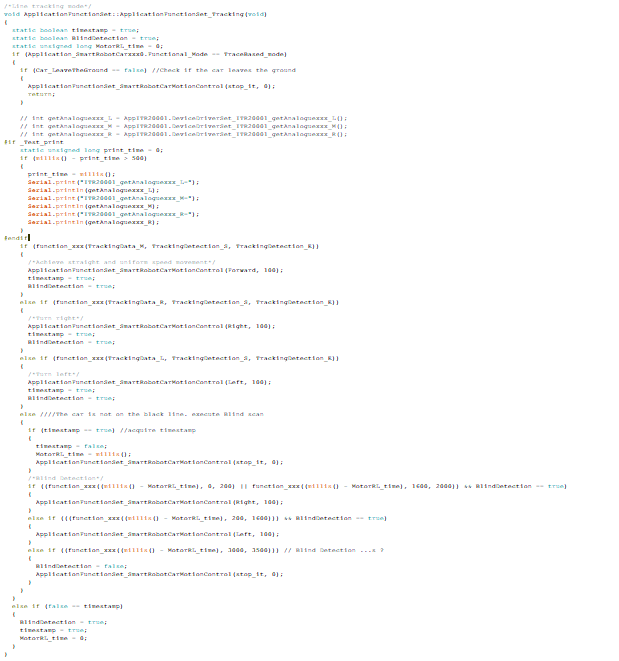 /*Line tracking mode*/
void ApplicationFunctionSet::ApplicationFunctionSet_Tracking(void)
{
  static boolean timestamp = true;
  static boolean BlindDetection = true;
  static unsigned long MotorRL_time = 0;
  if (Application_SmartRobotCarxxx0.Functional_Mode == TraceBased_mode)
  {
    if (Car_LeaveTheGround == false) //Check if the car leaves the ground
    {
      ApplicationFunctionSet_SmartRobotCarMotionControl(stop_it, 0);
      return;
    }

    // int getAnaloguexxx_L = AppITR20001.DeviceDriverSet_ITR20001_getAnaloguexxx_L();
    // int getAnaloguexxx_M = AppITR20001.DeviceDriverSet_ITR20001_getAnaloguexxx_M();
    // int getAnaloguexxx_R = AppITR20001.DeviceDriverSet_ITR20001_getAnaloguexxx_R();
#if _Test_print
    static unsigned long print_time = 0;
    if (millis() - print_time > 500)
    {
      print_time = millis();
      Serial.print("ITR20001_getAnaloguexxx_L=");
      Serial.println(getAnaloguexxx_L);
      Serial.print("ITR20001_getAnaloguexxx_M=");
      Serial.println(getAnaloguexxx_M);
      Serial.print("ITR20001_getAnaloguexxx_R=");
      Serial.println(getAnaloguexxx_R);
    }
#endif
    if (function_xxx(TrackingData_M, TrackingDetection_S, TrackingDetection_E))
    {
      /*Achieve straight and uniform speed movement*/
      ApplicationFunctionSet_SmartRobotCarMotionControl(Forward, 100);
      timestamp = true;
      BlindDetection = true;
    }
    else if (function_xxx(TrackingData_R, TrackingDetection_S, TrackingDetection_E))
    {
      /*Turn right*/
      ApplicationFunctionSet_SmartRobotCarMotionControl(Right, 100);
      timestamp = true;
      BlindDetection = true;
    }
    else if (function_xxx(TrackingData_L, TrackingDetection_S, TrackingDetection_E))
    {
      /*Turn left*/
      ApplicationFunctionSet_SmartRobotCarMotionControl(Left, 100);
      timestamp = true;
      BlindDetection = true;
    }
    else ////The car is not on the black line. execute Blind scan
    {
      if (timestamp == true) //acquire timestamp
      {
        timestamp = false;
        MotorRL_time = millis();
        ApplicationFunctionSet_SmartRobotCarMotionControl(stop_it, 0);
      }
      /*Blind Detection*/
      if ((function_xxx((millis() - MotorRL_time), 0, 200) || function_xxx((millis() - MotorRL_time), 1600, 2000)) && BlindDetection == true)
      {
        ApplicationFunctionSet_SmartRobotCarMotionControl(Right, 100);
      }
      else if (((function_xxx((millis() - MotorRL_time), 200, 1600))) && BlindDetection == true)
      {
        ApplicationFunctionSet_SmartRobotCarMotionControl(Left, 100);
      }
      else if ((function_xxx((millis() - MotorRL_time), 3000, 3500))) // Blind Detection ...s ?
      {
        BlindDetection = false;
        ApplicationFunctionSet_SmartRobotCarMotionControl(stop_it, 0);
      }
    }
  }
  else if (false == timestamp)
  {
    BlindDetection = true;
    timestamp = true;
    MotorRL_time = 0;
  }
}